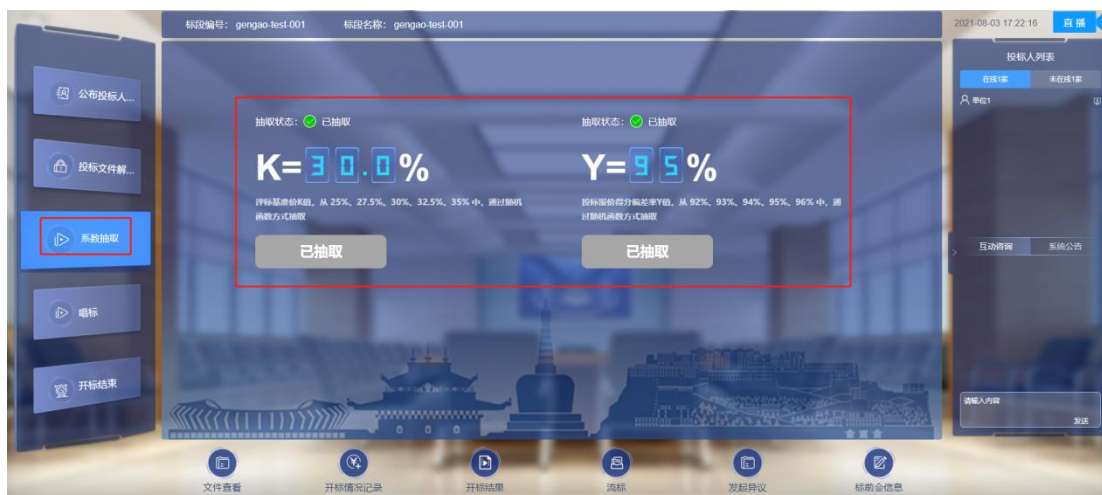 标段编号： gengao-test-001 标段名称： gengao-test-001
2021-08-03 17:22:16 直播
公布投标人...
投标文件解...
系数抽取
唱标
开标结束
抽取状态： 已抽取
K=30.0%
评标基准价K值，从 25%、27.5%、30%、32.5%、35% 中，通过随机
函数方式抽取
已抽取
抽取状态： 已抽取
Y=95%
投标报价得分偏差率Y值，从 92%、93%、94%、95%、96% 中，通
过随机函数方式抽取
已抽取
投标人列表
在线1家 未在线1家
单位1
互动咨询 系统公告
请输入内容
发送
文件查看 开标情况记录 开标结果 流标 发起异议 标前会信息